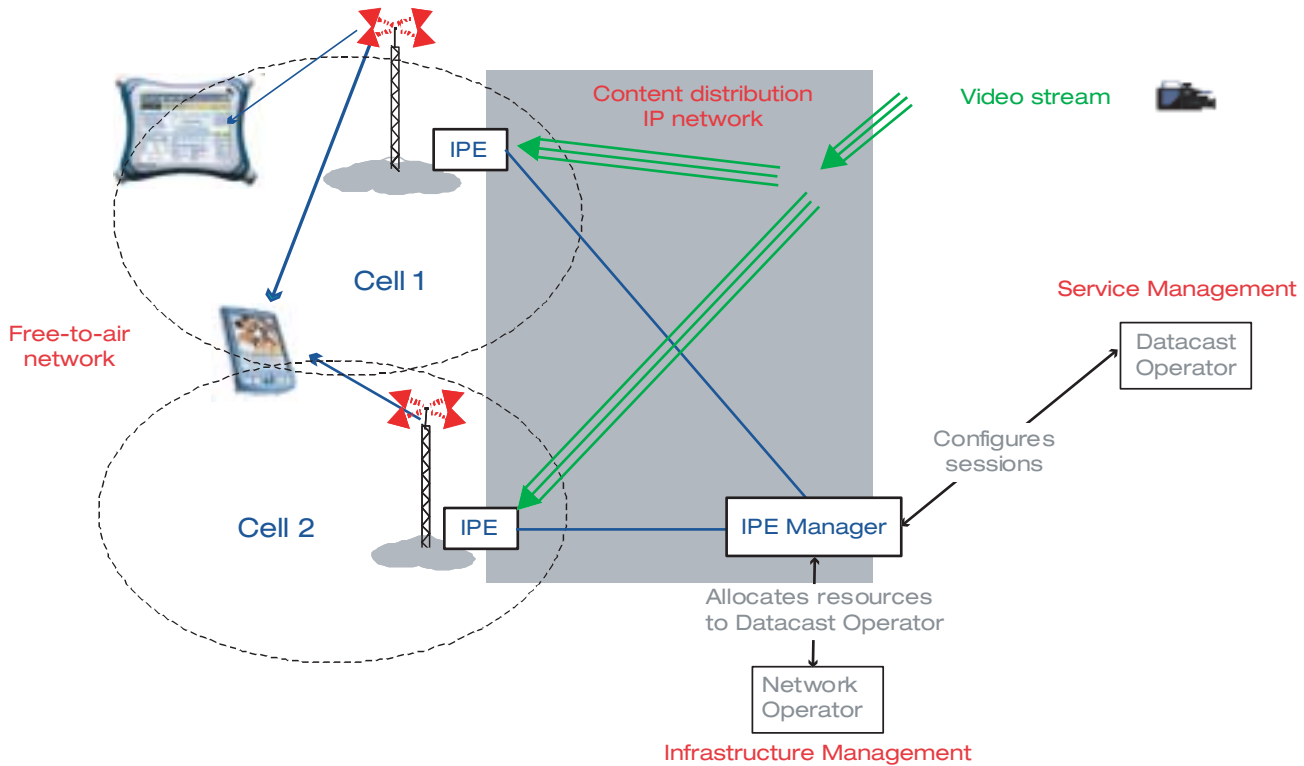 Content distribution
IP network
Video stream
IPE
Cell 1
Service Management
Free-to-air
network
Datacast
Operator
Configures
sessions
Cell 2
IPE
IPE Manager
Allocates resources
to Datacast Operator
Network
Operator
Infrastructure Management